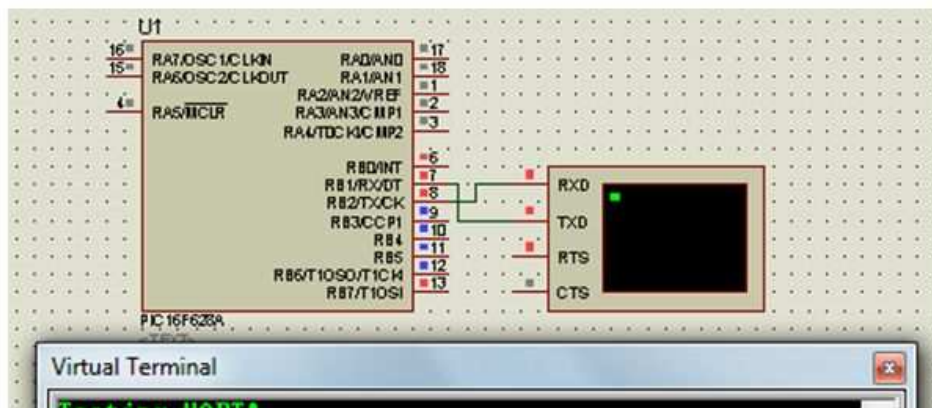 U1
16 RA7/OSC1/CLKIN RA0/AN0 17
15 RA6/OSC2/CLKOUT RA1/AN1 18
RA2/AN2/VREF 1
4 RA5/MCLR RA3/AN3/CMP1 2
RA4/T0CKI/CMP2 3
RB0/INT 6
RB1/RX/DT 7
RB2/TX/CK 8
RB3/CCP1 9
RB4 10
RB5 11
RB6/T1OSO/T1CKI 12
RB7/T1OSI 13
PIC16F628A
<TEXT>
RXD
TXD
RTS
CTS
Virtual Terminal